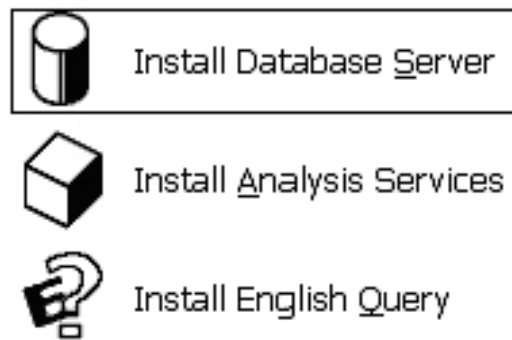 Install Database Server
Install Analysis Services
Install English Query